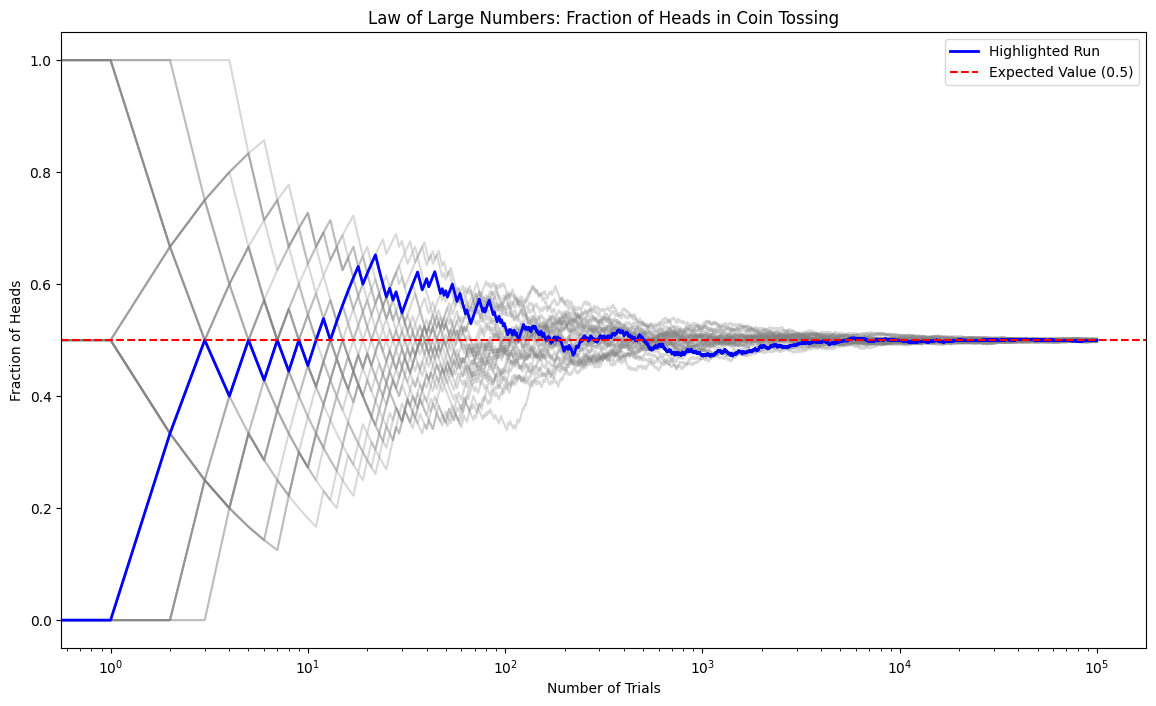 Law of Large Numbers: Fraction of Heads in Coin Tossing
Highlighted Run
Expected Value (0.5)
Fraction of Heads
1.0
0.8
0.6
0.4
0.2
0.0
10⁰
10¹
10²
10³
10⁴
10⁵
Number of Trials